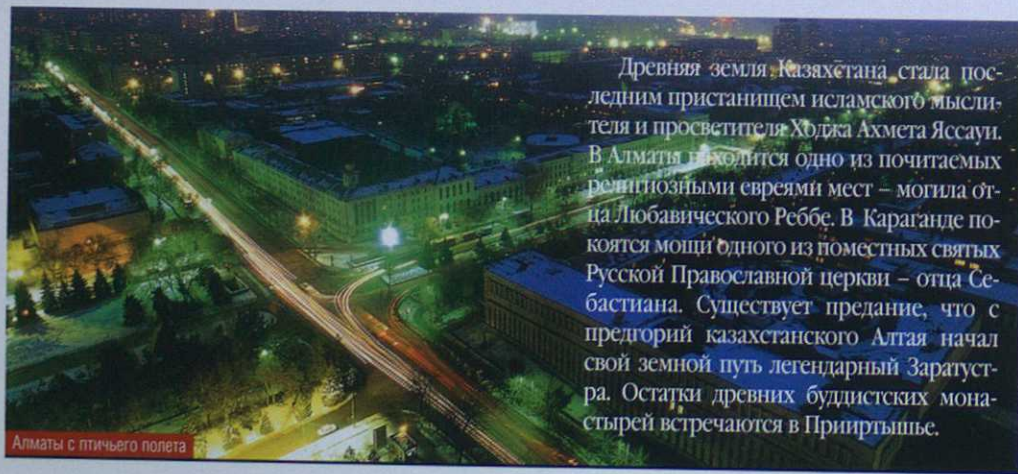 Древняя земля Казахстана стала пос-
ледним пристанищем исламского мысли-
теля и просветителя Ходжа Ахмета Яссауи.
В Алматы находится одно из почитаемых
религиозными евреями мест – могила от-
ца Любавического Реббе. В Караганде по-
коятся мощи одного из поместных святых
Русской Православной церкви – отца Се-
бастиана. Существует предание, что с
предгорий казахстанского Алтая начал
свой земной путь легендарный Заратуст-
ра. Остатки древних буддистских мона-
стырей встречаются в Прииртышье.
Алматы с птичьего полета